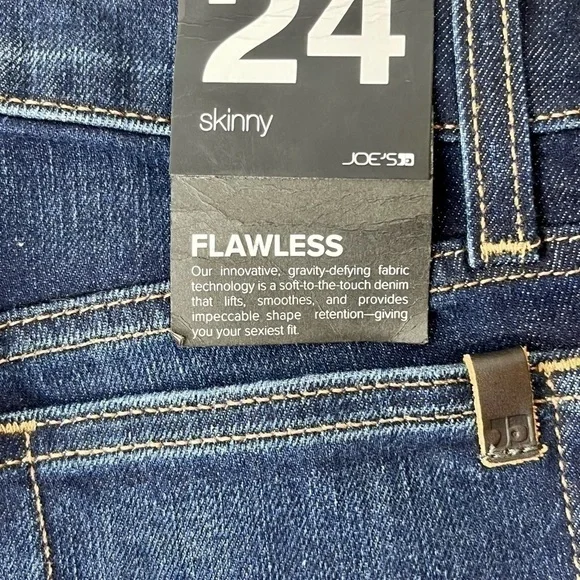 24
skinny
JOE'S
FLAWLESS
Our innovative, gravity-defying fabric
technology is a soft-to-the-touch denim
that lifts, smoothes, and provides
impeccable shape retention—giving
you your sexiest fit.